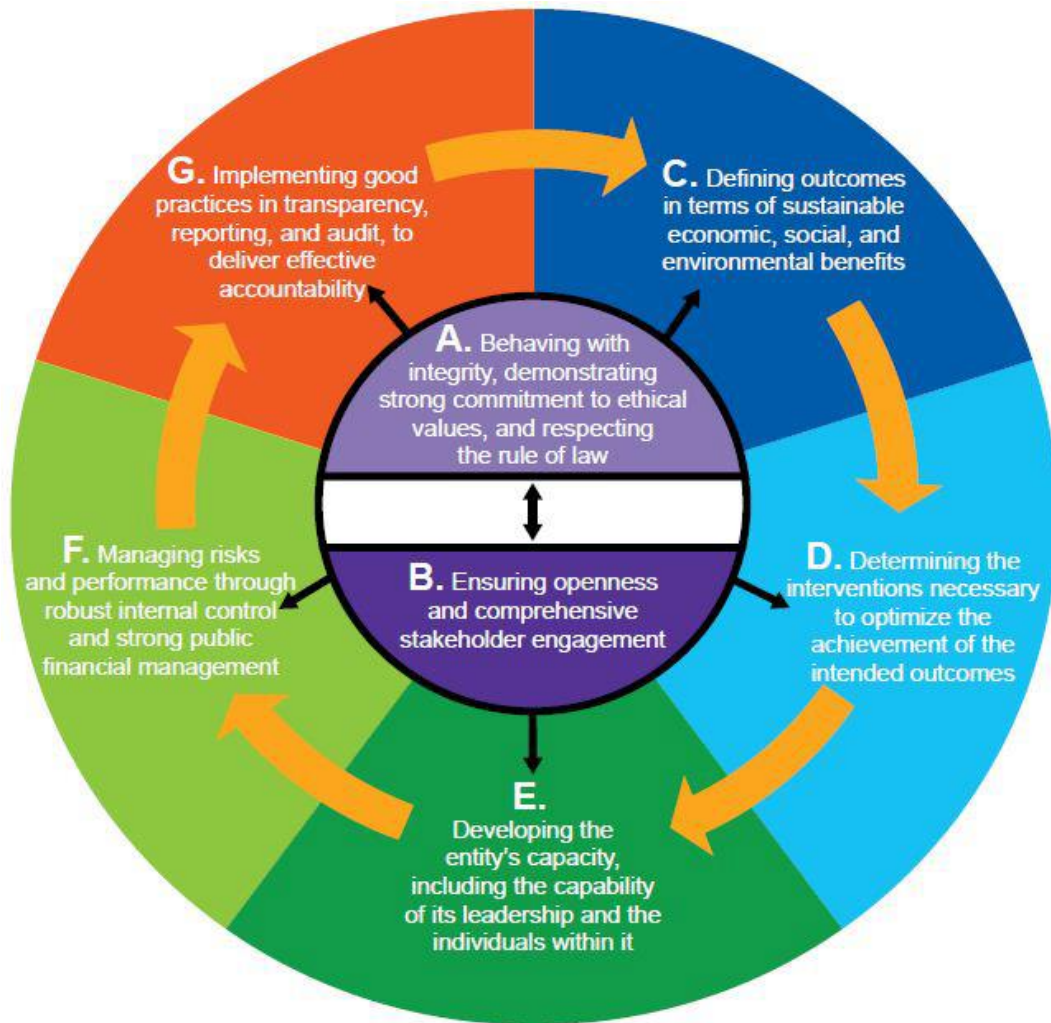 A. Behaving with
integrity, demonstrating
strong commitment to ethical
values, and respecting
the rule of law
B. Ensuring openness
and comprehensive
stakeholder engagement
C. Defining outcomes
in terms of sustainable
economic, social, and
environmental benefits
D. Determining the
interventions necessary
to optimize the
achievement of the
intended outcomes
E.
Developing the
entity's capacity,
including the capability
of its leadership and the
individuals within it
F. Managing risks
and performance through
robust internal control
and strong public
financial management
G. Implementing good
practices in transparency,
reporting, and audit, to
deliver effective
accountability